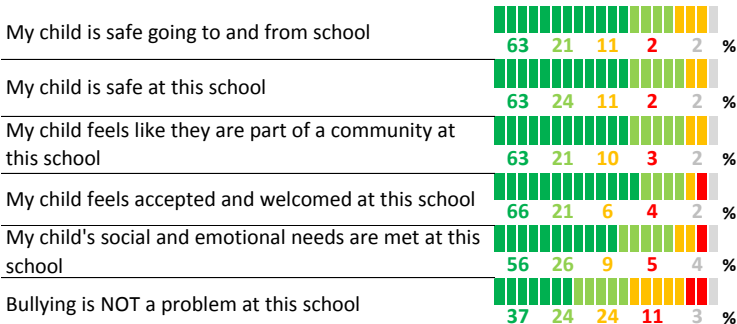 My child is safe going to and from school
63 21 11 2 2 %
My child is safe at this school
63 24 11 2 2 %
My child feels like they are part of a community at
this school
63 21 10 3 2 %
My child feels accepted and welcomed at this school
66 21 6 4 2 %
My child's social and emotional needs are met at this
school
56 26 9 5 4 %
Bullying is NOT a problem at this school
37 24 24 11 3 %